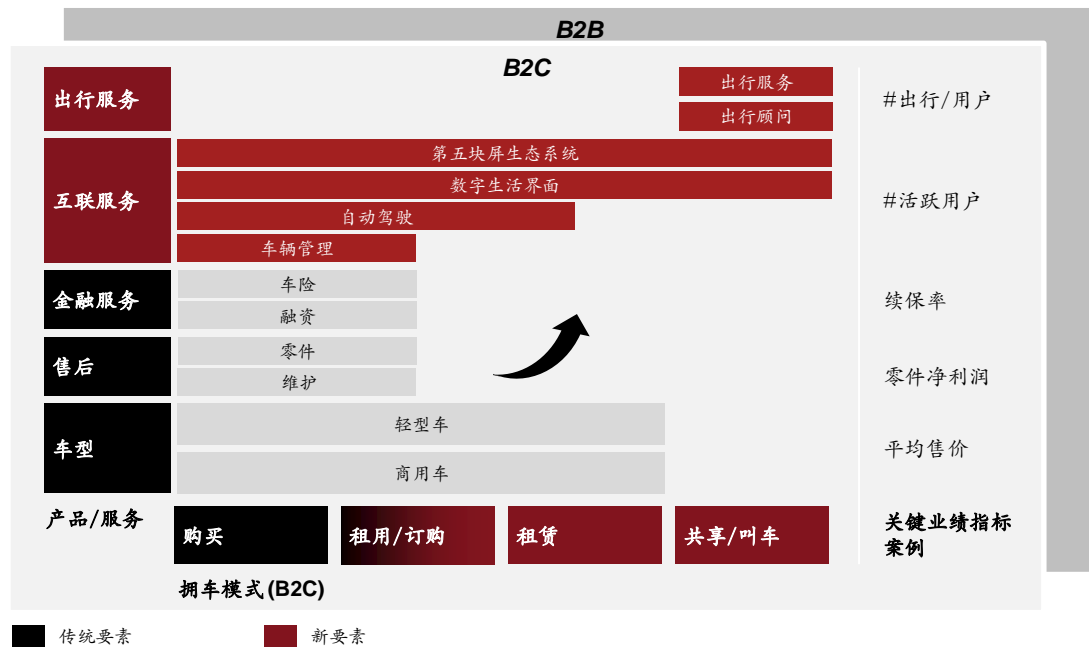 B2B
B2C
出行服务
出行服务
出行顾问
#出行/用户
互联服务
第五块屏生态系统
数字生活界面
自动驾驶
车辆管理
#活跃用户
金融服务
车险
融资
续保率
售后
零件
维护
零件净利润
车型
轻型车
商用车
平均售价
产品/服务
购买
租用/订购
租赁
共享/叫车
关键业绩指标
案例
拥车模式(B2C)
传统要素
新要素